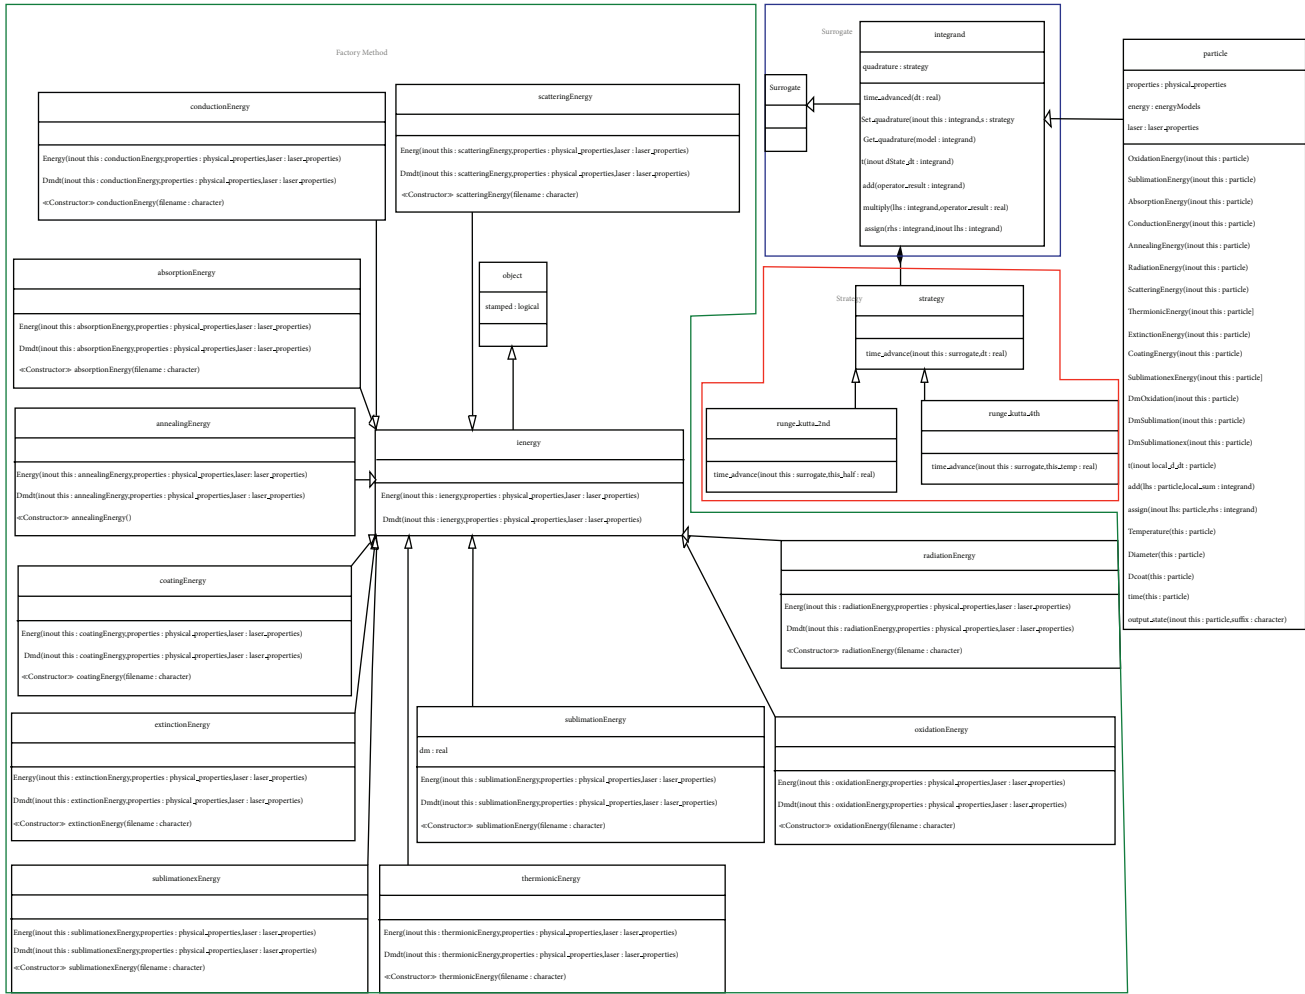 Factory Method
conductionEnergy
Energy(inout this : conductionEnergy,properties : physical_properties,laser : laser_properties)
Dmdt(inout this : conductionEnergy,properties : physical_properties,laser : laser_properties)
≪Constructor≫ conductionEnergy(filename : character)
scatteringEnergy
Energ(inout this : scatteringEnergy,properties : physical_properties,laser : laser_properties)
Dmdt(inout this : scatteringEnergy,properties : physical_properties,laser : laser_properties)
≪Constructor≫ scatteringEnergy(filename : character)
absorptionEnergy
Energ(inout this : absorptionEnergy,properties : physical_properties,laser : laser_properties)
Dmdt(inout this : absorptionEnergy,properties : physical_properties,laser : laser_properties)
≪Constructor≫ absorptionEnergy(filename : character)
object
stamped : logical
annealingEnergy
Energy(inout this : annealingEnergy,properties : physical_properties,laser: laser_properties)
Dmdt(inout this : annealingEnergy,properties : physical_properties,laser : laser_properties)
≪Constructor≫ annealingEnergy()
ienergy
Energ(inout this : ienergy,properties : physical_properties,laser : laser_properties)
Dmdt(inout this : ienergy,properties : physical_properties,laser : laser_properties)
coatingEnergy
Energ(inout this : coatingEnergy,properties : physical_properties,laser : laser_properties)
Dmd(inout this : coatingEnergy,properties : physical_properties,laser : laser_properties)
≪Constructor≫ coatingEnergy(filename : character)
extinctionEnergy
Energy(inout this : extinctionEnergy,properties : physical_properties,laser : laser_properties)
Dmdt(inout this : extinctionEnergy,properties : physical_properties,laser : laser_properties)
≪Constructor≫ extinctionEnergy(filename : character)
sublimationEnergy
dm : real
Energ(inout this : sublimationEnergy,properties : physical_properties,laser : laser_properties)
Dmdt(inout this : sublimationEnergy,properties : physical_properties,laser : laser_properties)
≪Constructor≫ sublimationEnergy(filename : character)
sublimationexEnergy
Energ(inout this : sublimationexEnergy,properties : physical_properties,laser : laser_properties)
Dmdt(inout this : sublimationexEnergy,properties : physical_properties,laser : laser_properties)
≪Constructor≫ sublimationexEnergy(filename : character)
thermionicEnergy
Energ(inout this : thermionicEnergy,properties : physical_properties,laser : laser_properties)
Dmdt(inout this : thermionicEnergy,properties : physical_properties,laser : laser_properties)
≪Constructor≫ thermionicEnergy(filename : character)
radiationEnergy
Energ(inout this : radiationEnergy,properties : physical_properties,laser : laser_properties)
Dmdt(inout this : radiationEnergy,properties : physical_properties,laser : laser_properties)
≪Constructor≫ radiationEnergy(filename : character)
oxidationEnergy
Energ(inout this : oxidationEnergy,properties : physical_properties,laser : laser_properties)
Dmdt(inout this : oxidationEnergy,properties : physical_properties,laser : laser_properties)
≪Constructor≫ oxidationEnergy(filename : character)
Surrogate
Surrogate
integrand
quadrature : strategy
time_advanced(dt : real)
Set_quadrature(inout this : integrand,s : strategy
Get_quadrature(model : integrand)
t(inout dState_dt : integrand)
add(operator_result : integrand)
multiply(lhs : integrand,operator_result : real)
assign(rhs : integrand,inout lhs : integrand)
Strategy
strategy
time_advance(inout this : surrogate,dt : real)
runge_kutta_2nd
time_advance(inout this : surrogate,this_half : real)
runge_kutta_4th
time_advance(inout this : surrogate,this_temp : real)
particle
properties : physical_properties
energy : energyModels
laser : laser_properties
OxidationEnergy(inout this : particle)
SublimationEnergy(inout this : particle)
AbsorptionEnergy(inout this : particle)
ConductionEnergy(inout this : particle)
AnnealingEnergy(inout this : particle)
RadiationEnergy(inout this : particle)
ScatteringEnergy(inout this : particle)
ThermionicEnergy(inout this : particle]
ExtinctionEnergy(inout this : particle)
CoatingEnergy(inout this : particle)
SublimationexEnergy(inout this : particle]
DmOxidation(inout this : particle)
DmSublimation(inout this : particle)
DmSublimationex(inout this : particle)
t(inout local_d_dt : particle)
add(lhs : particle,local_sum : integrand)
assign(inout lhs: particle,rhs : integrand)
Temperature(this : particle)
Diameter(this : particle)
Dcoat(this : particle)
time(this : particle)
output_state(inout this : particle,suffix : character)